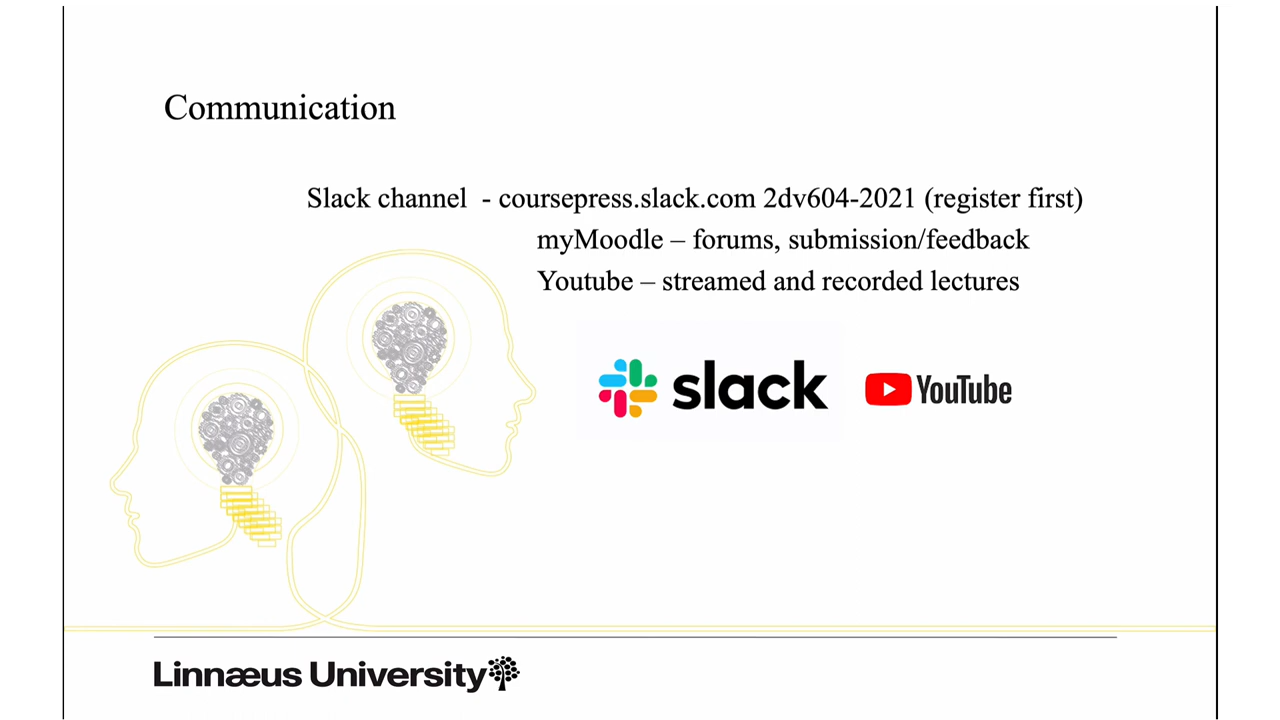 Communication
Slack channel - coursepress.slack.com 2dv604-2021 (register first)
myMoodle – forums, submission/feedback
Youtube – streamed and recorded lectures
slack
YouTube
Linnæus University